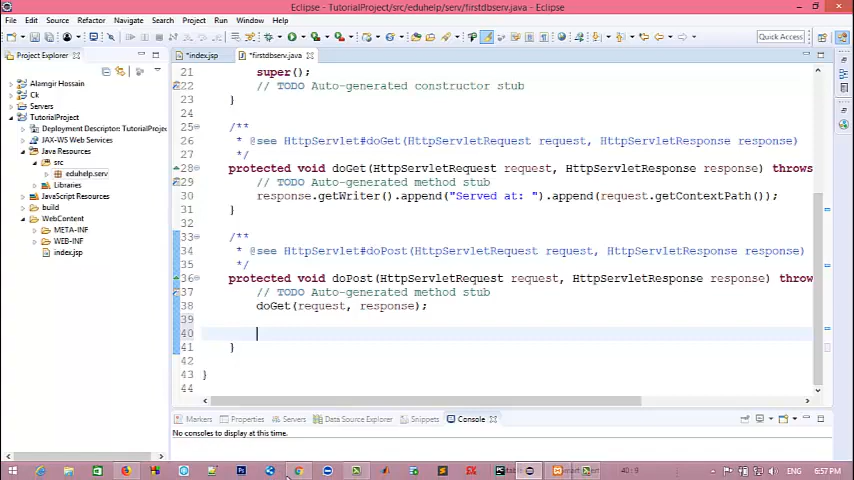 Eclipse - TutorialProject/src/eduhelp/serv/firstdbserv.java - Eclipse
File Edit Source Refactor Navigate Search Project Run Window Help
Quick Access
Project Explorer
*index.jsp
*firstdbserv.java
Alamgir Hossain
Ck
Servers
TutorialProject
Deployment Descriptor: TutorialProjec
JAX-WS Web Services
Java Resources
src
eduhelp.serv
Libraries
JavaScript Resources
build
WebContent
META-INF
WEB-INF
index.jsp
21 super();
22 // TODO Auto-generated constructor stub
23 }
24
25 /**
26 * @see HttpServlet#doGet(HttpServletRequest request, HttpServletResponse response)
27 */
28 protected void doGet(HttpServletRequest request, HttpServletResponse response) throws
29 // TODO Auto-generated method stub
30 response.getWriter().append("Served at: ").append(request.getContextPath());
31 }
32
33 /**
34 * @see HttpServlet#doPost(HttpServletRequest request, HttpServletResponse response)
35 */
36 protected void doPost(HttpServletRequest request, HttpServletResponse response) throw
37 // TODO Auto-generated method stub
38 doGet(request, response);
39
40
41 }
42
43 }
44
Markers Properties Servers Data Source Explorer Snippets Console
No consoles to display at this time.
40 : 9
ENG 6:57 PM